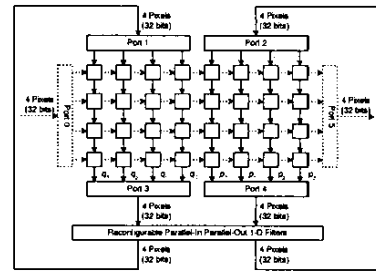 4 Pixels
(32 bits)
4 Pixels
(32 bits)
Port 1
Port 2
4 Pixels
(32 bits)
Port 0
4 Pixels
(32 bits)
Port 5
Port 3
Port 4
4 Pixels
(32 bits)
4 Pixels
(32 bits)
Reconfigurable Parallel-In Parallel-Out 1-D Filters
4 Pixels
(32 bits)
4 Pixels
(32 bits)